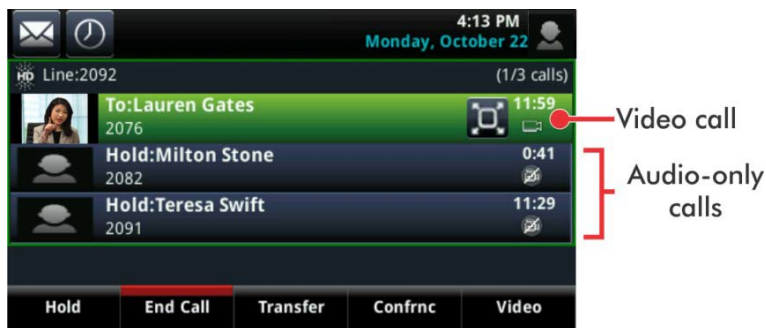 4:13 PM
Monday, October 22
HD Line:2092 (1/3 calls)
To:Lauren Gates 11:59
2076
Video call
Hold:Milton Stone 0:41
2082
Audio-only
calls
Hold:Teresa Swift 11:29
2091
Hold End Call Transfer Confrnc Video